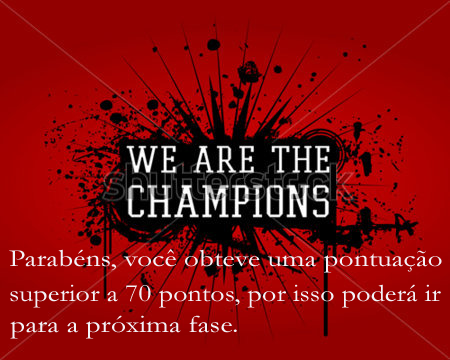 WE ARE THE
shutterstock
CHAMPIONS
Parabéns, você obteve uma pontuação
superior a 70 pontos, por isso poderá ir
para a próxima fase.